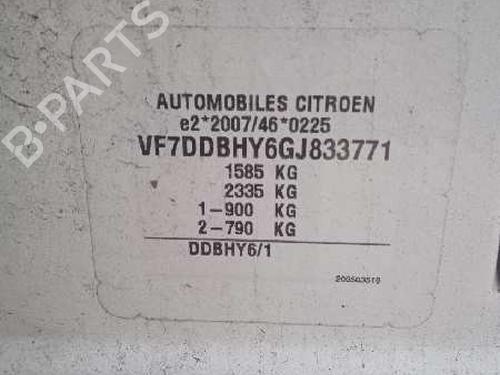 B-PARTS
AUTOMOBILES CITROEN
e2*2007/46*0225
VF7DDBHY6GJ833771
1585 KG
2335 KG
1-900 KG
2-790 KG
DDBHY6/1